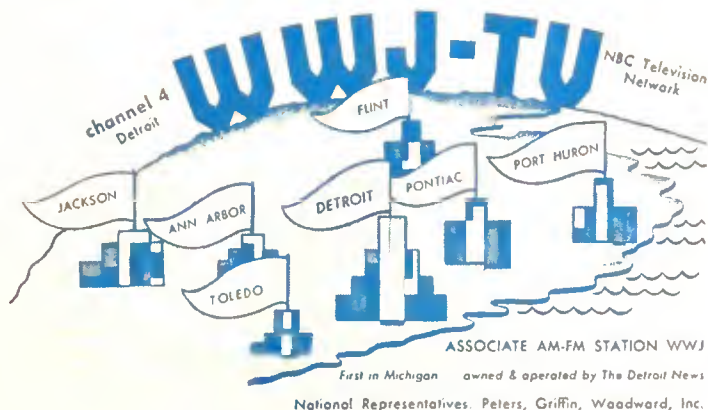 WWJ-TV
NBC Television
Network
channel 4
Detroit
FLINT
PORT HURON
JACKSON
ANN ARBOR
DETROIT
PONTIAC
TOLEDO
ASSOCIATE AM-FM STATION WWJ
First in Michigan owned & operated by The Detroit News
National Representatives. Peters, Griffin, Woodward, Inc.